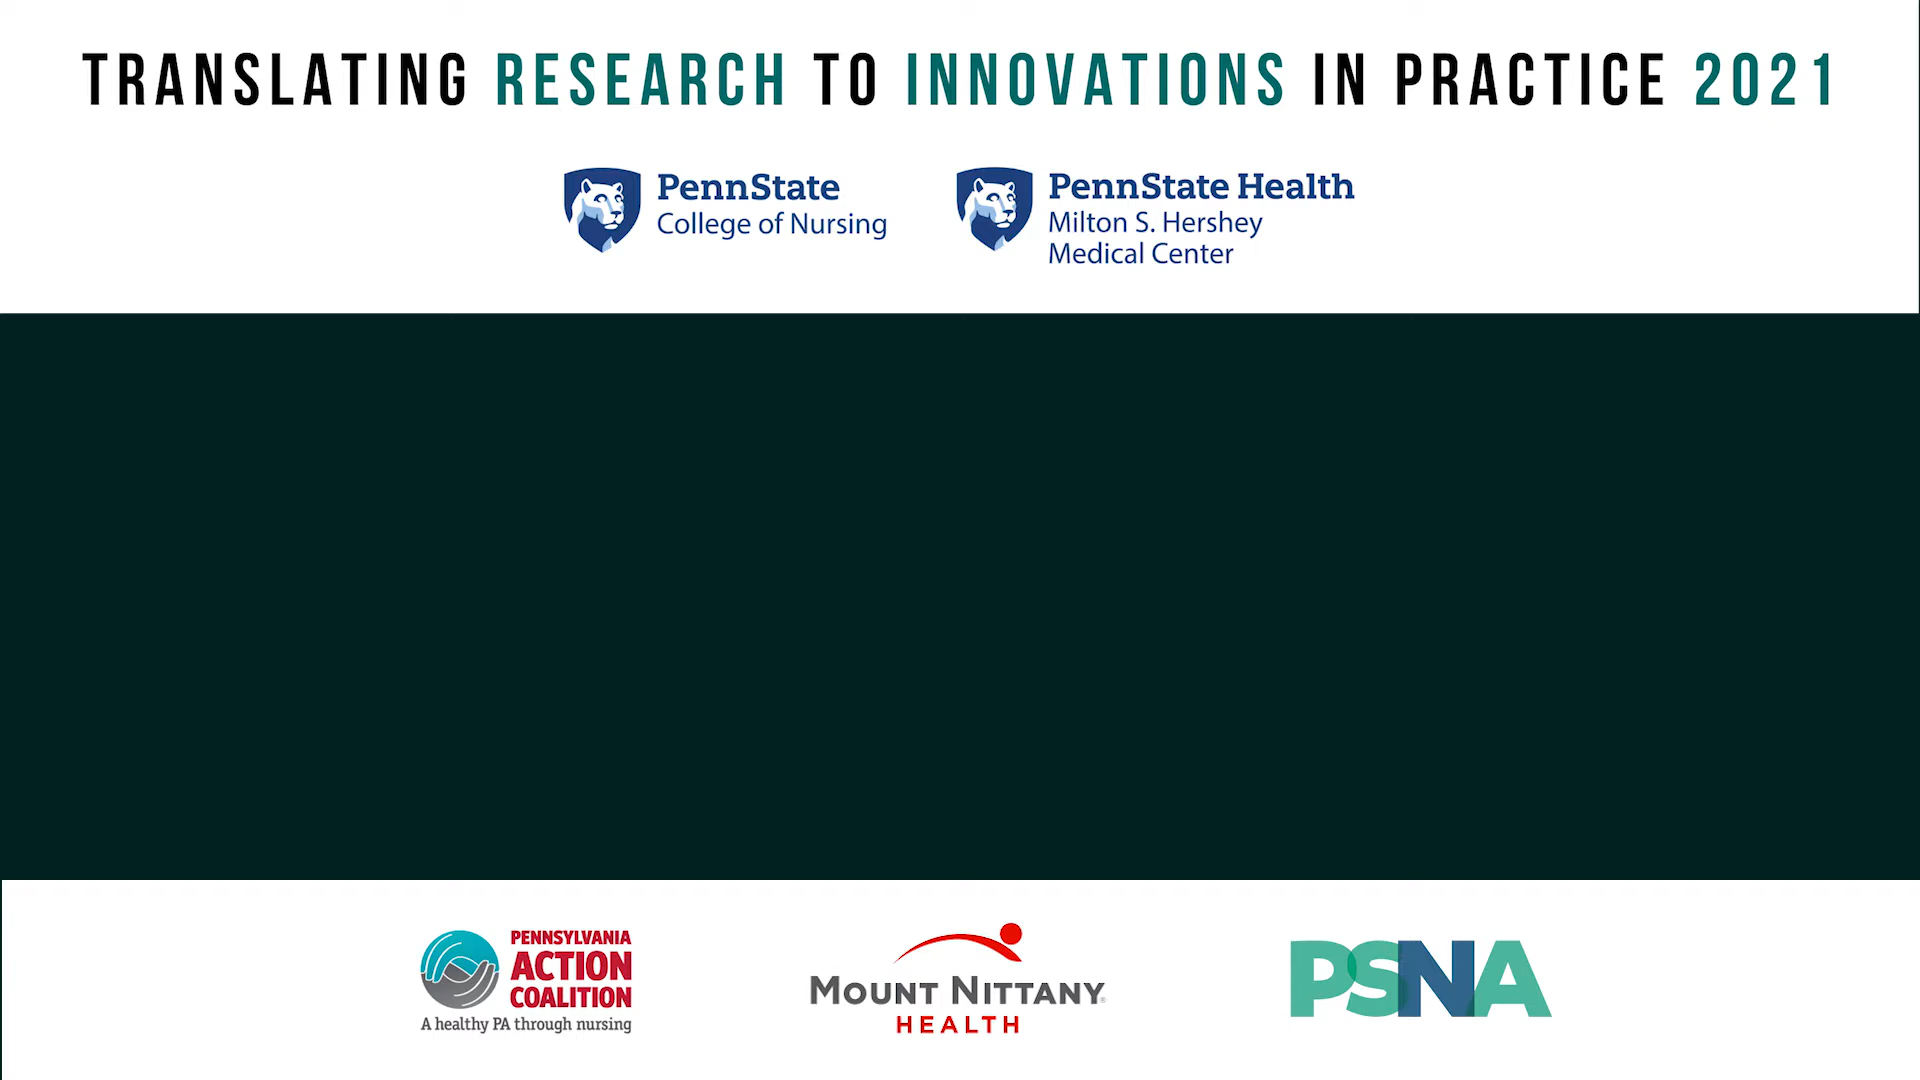 TRANSLATING RESEARCH TO INNOVATIONS IN PRACTICE 2021
PennState
College of Nursing
PennState Health
Milton S. Hershey
Medical Center
PENNSYLVANIA
ACTION
COALITION
A healthy PA through nursing
MOUNT NITTANY
HEALTH
PSNA